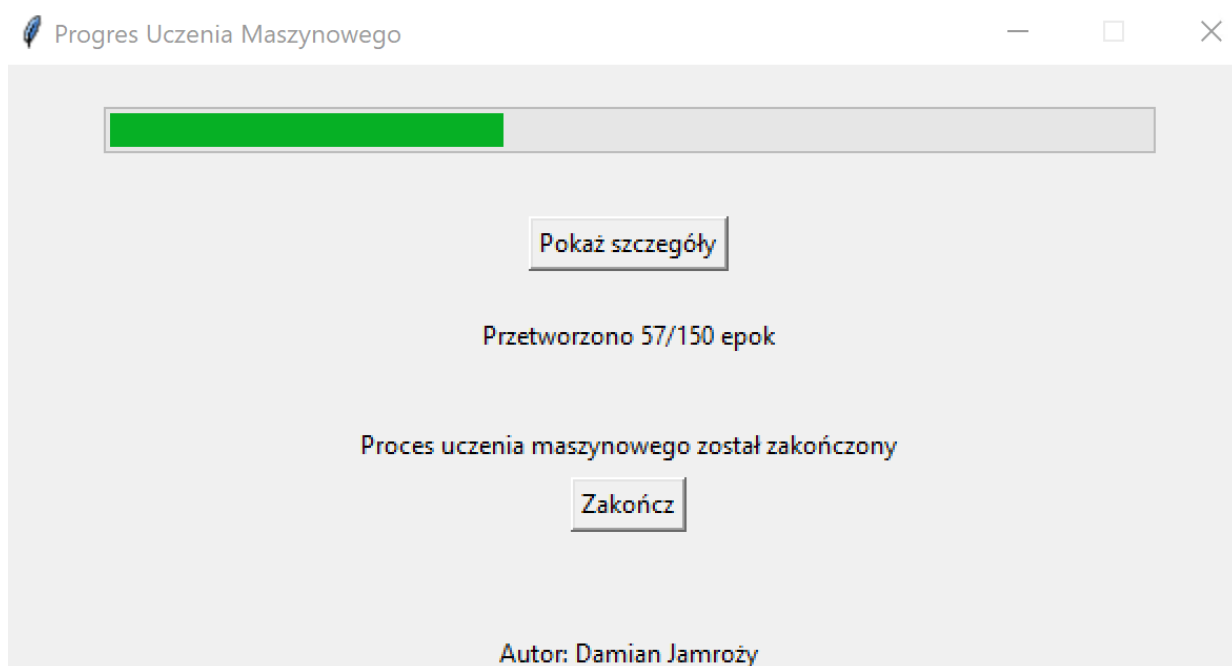 Progres Uczenia Maszynowego
Pokaż szczegóły
Przetworzono 57/150 epok
Proces uczenia maszynowego został zakończony
Zakończ
Autor: Damian Jamroży